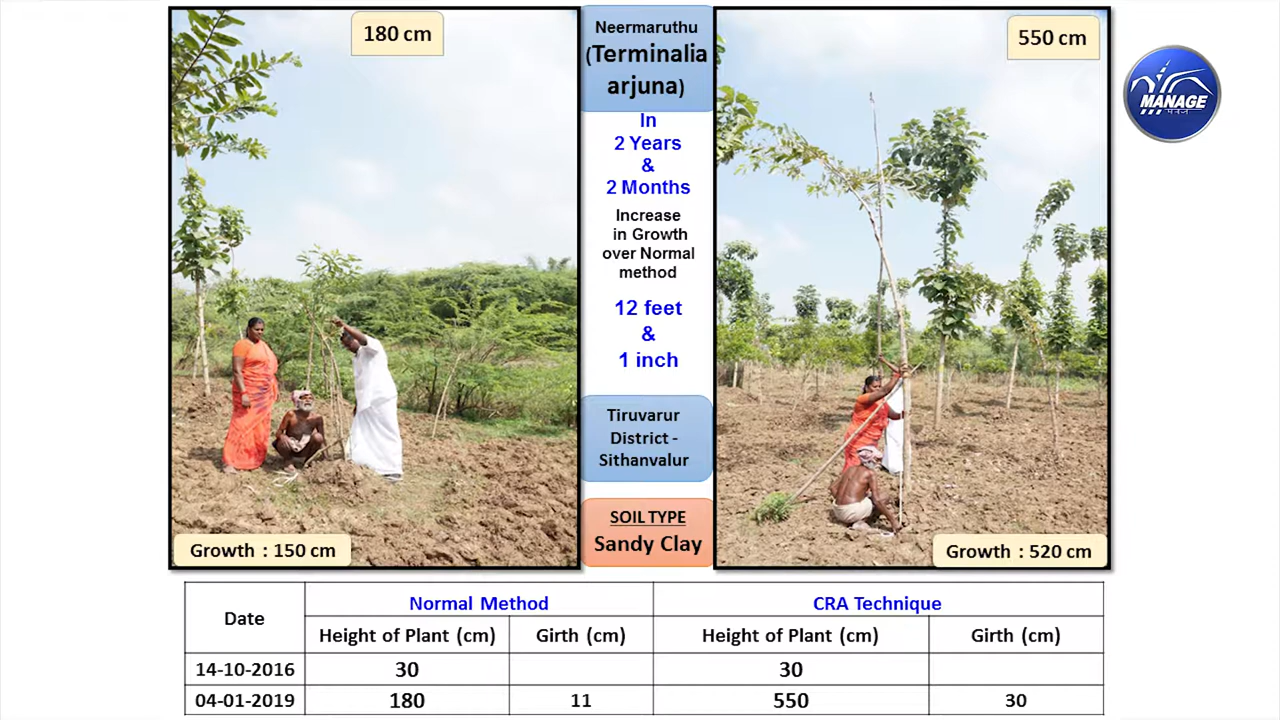 180 cm
Neermaruthu
(Terminalia
arjuna)
In
2 Years
&
2 Months
Increase
in Growth
over Normal
method
12 feet
&
1 inch
Tiruvarur
District -
Sithanvalur
SOIL TYPE
Sandy Clay
550 cm
MANAGE
Growth : 150 cm
Growth : 520 cm
Date
Normal Method
CRA Technique
Height of Plant (cm)
Girth (cm)
Height of Plant (cm)
Girth (cm)
14-10-2016
30
30
04-01-2019
180
11
550
30